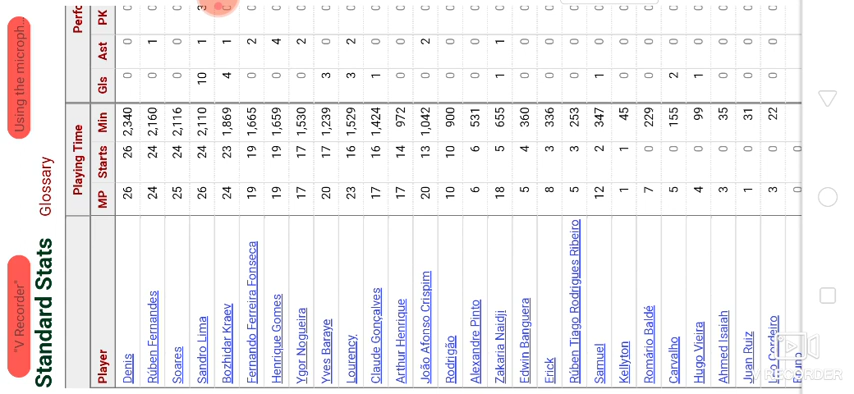 "V Recorder" Using the microph...
Standard Stats Glossary
Playing Time Perfo
Player MP Starts Min Gls Ast PK
Denis 26 26 2,340 0 0
Rúben Fernandes 24 24 2,160 0 1
Soares 25 24 2,116 0 0
Sandro Lima 26 24 2,110 10 1 3
Bozhidar Kraev 24 23 1,869 4 1
Fernando Ferreira Fonseca 19 19 1,665 0 2
Henrique Gomes 19 19 1,659 0 4
Ygor Nogueira 17 17 1,530 0 2
Yves Baraye 20 17 1,239 3 0
Lourency 23 16 1,529 3 2
Claude Gonçalves 17 16 1,424 1 0
Arthur Henrique 17 14 972 0 0
João Afonso Crispim 20 13 1,042 0 2
Rodrigão 10 10 900 0 0
Alexandre Pinto 6 6 531 0 0
Zakaria Naidji 18 5 655 1 1
Edwin Banguera 5 4 360 0 0
Erick 8 3 336 0 0
Rúben Tiago Rodrigues Ribeiro 5 3 253 0 0
Samuel 12 2 347 1 0
Kellyton 1 1 45 0 0
Romário Baldé 7 0 229 0 0
Carvalho 5 0 155 2 0
Hugo Vieira 4 0 99 1 0
Ahmed Isaiah 3 0 35 0 0
Juan Ruiz 1 0 31 0 0
Cordeiro 3 0 22 0 0
0 0
V RECORDER